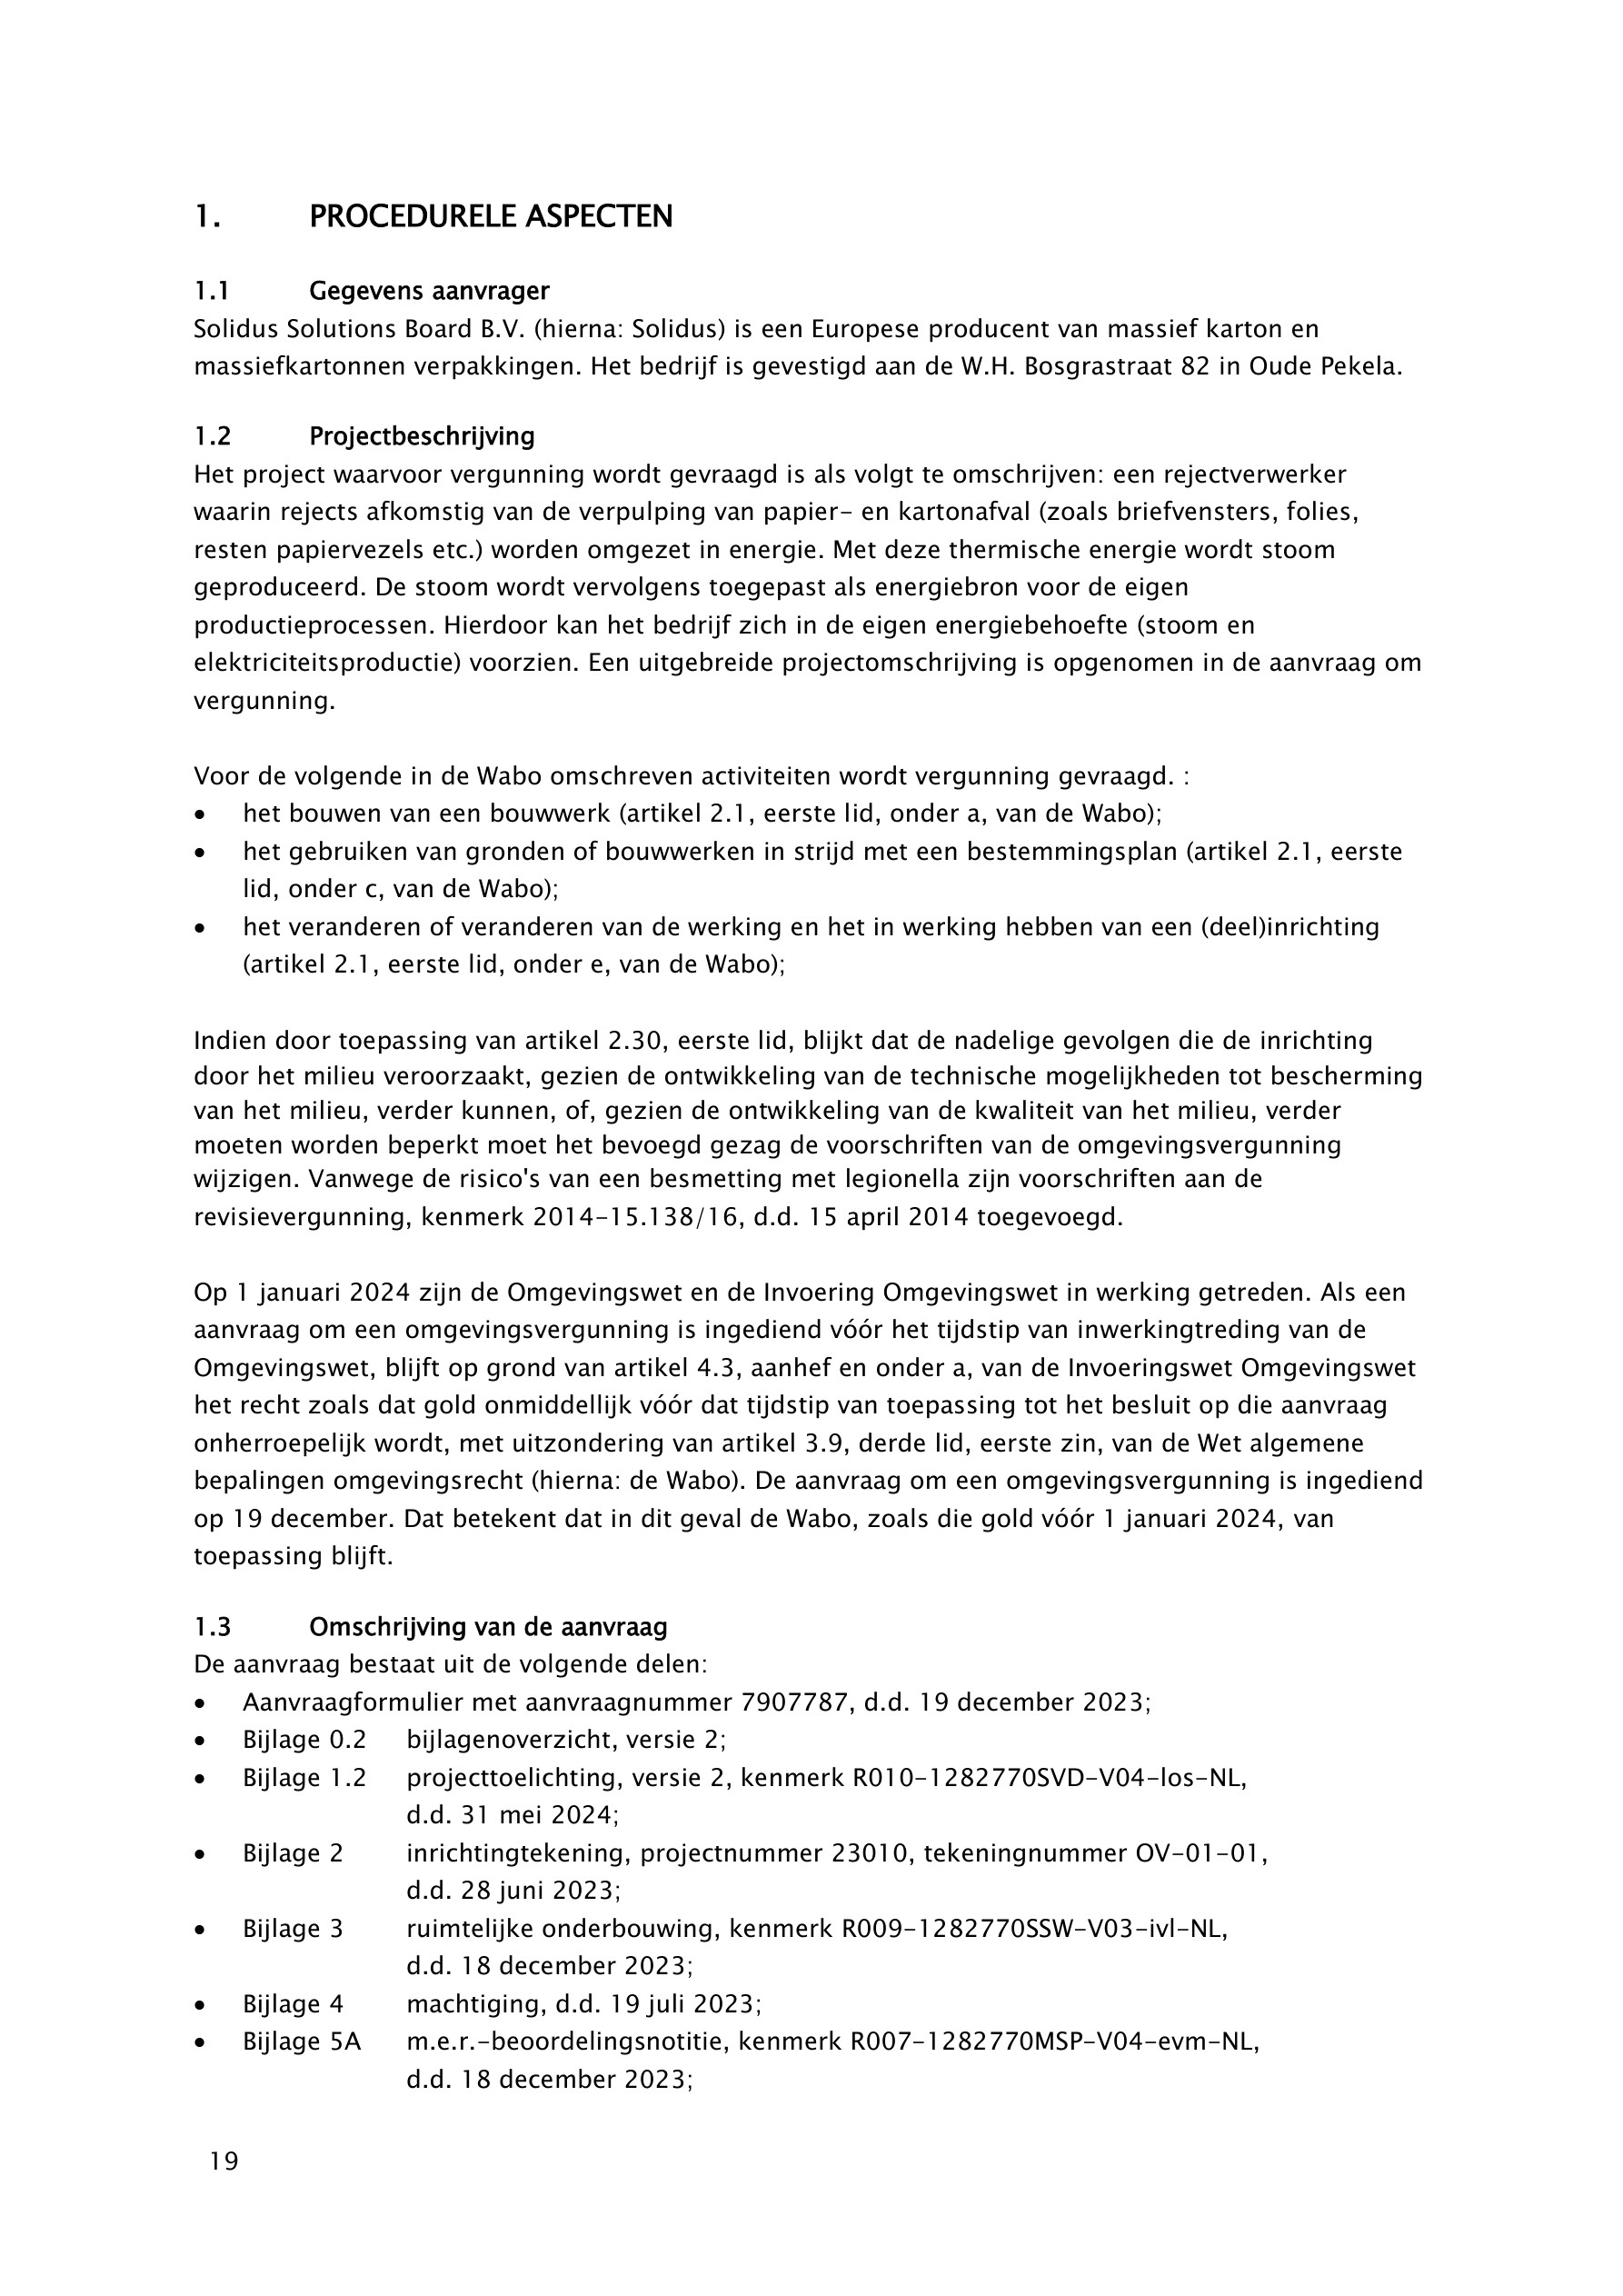 1. PROCEDURELE ASPECTEN
1.1 Gegevens aanvrager
Solidus Solutions Board B.V. (hierna: Solidus) is een Europese producent van massief karton en
massiefkartonnen verpakkingen. Het bedrijf is gevestigd aan de W.H. Bosgrastraat 82 in Oude Pekela.
1.2 Projectbeschrijving
Het project waarvoor vergunning wordt gevraagd is als volgt te omschrijven: een rejectverwerker
waarin rejects afkomstig van de verpulping van papier- en kartonafval (zoals briefvensters, folies,
resten papiervezels etc.) worden omgezet in energie. Met deze thermische energie wordt stoom
geproduceerd. De stoom wordt vervolgens toegepast als energiebron voor de eigen
productieprocessen. Hierdoor kan het bedrijf zich in de eigen energiebehoefte (stoom en
elektriciteitsproductie) voorzien. Een uitgebreide projectomschrijving is opgenomen in de aanvraag om
vergunning.
Voor de volgende in de Wabo omschreven activiteiten wordt vergunning gevraagd. :
• het bouwen van een bouwwerk (artikel 2.1, eerste lid, onder a, van de Wabo);
• het gebruiken van gronden of bouwwerken in strijd met een bestemmingsplan (artikel 2.1, eerste
lid, onder c, van de Wabo);
• het veranderen of veranderen van de werking en het in werking hebben van een (deel)inrichting
(artikel 2.1, eerste lid, onder e, van de Wabo);
Indien door toepassing van artikel 2.30, eerste lid, blijkt dat de nadelige gevolgen die de inrichting
door het milieu veroorzaakt, gezien de ontwikkeling van de technische mogelijkheden tot bescherming
van het milieu, verder kunnen, of, gezien de ontwikkeling van de kwaliteit van het milieu, verder
moeten worden beperkt moet het bevoegd gezag de voorschriften van de omgevingsvergunning
wijzigen. Vanwege de risico's van een besmetting met legionella zijn voorschriften aan de
revisievergunning, kenmerk 2014-15.138/16, d.d. 15 april 2014 toegevoegd.
Op 1 januari 2024 zijn de Omgevingswet en de Invoering Omgevingswet in werking getreden. Als een
aanvraag om een omgevingsvergunning is ingediend vóór het tijdstip van inwerkingtreding van de
Omgevingswet, blijft op grond van artikel 4.3, aanhef en onder a, van de Invoeringswet Omgevingswet
het recht zoals dat gold onmiddellijk vóór dat tijdstip van toepassing tot het besluit op die aanvraag
onherroepelijk wordt, met uitzondering van artikel 3.9, derde lid, eerste zin, van de Wet algemene
bepalingen omgevingsrecht (hierna: de Wabo). De aanvraag om een omgevingsvergunning is ingediend
op 19 december. Dat betekent dat in dit geval de Wabo, zoals die gold vóór 1 januari 2024, van
toepassing blijft.
1.3 Omschrijving van de aanvraag
De aanvraag bestaat uit de volgende delen:
• Aanvraagformulier met aanvraagnummer 7907787, d.d. 19 december 2023;
• Bijlage 0.2 bijlagenoverzicht, versie 2;
• Bijlage 1.2 projecttoelichting, versie 2, kenmerk R010-1282770SVD-V04-los-NL,
d.d. 31 mei 2024;
• Bijlage 2 inrichtingtekening, projectnummer 23010, tekeningnummer OV-01-01,
d.d. 28 juni 2023;
• Bijlage 3 ruimtelijke onderbouwing, kenmerk R009-1282770SSW-V03-ivl-NL,
d.d. 18 december 2023;
• Bijlage 4 machtiging, d.d. 19 juli 2023;
• Bijlage 5A m.e.r.-beoordelingsnotitie, kenmerk R007-1282770MSP-V04-evm-NL,
d.d. 18 december 2023;
19